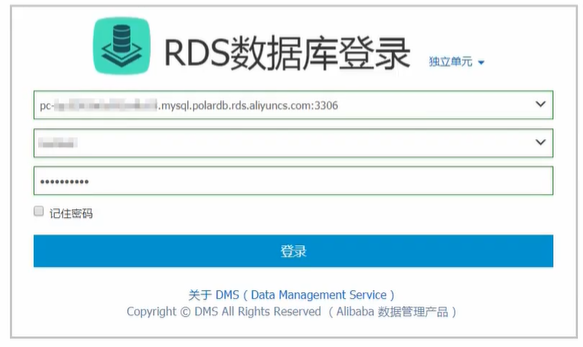 RDS数据库登录 独立单元
pc-.mysql.polardb.rds.aliyuncs.com:3306
••••••••••
记住密码
登录
关于 DMS（Data Management Service）
Copyright © DMS All Rights Reserved （Alibaba 数据管理产品）